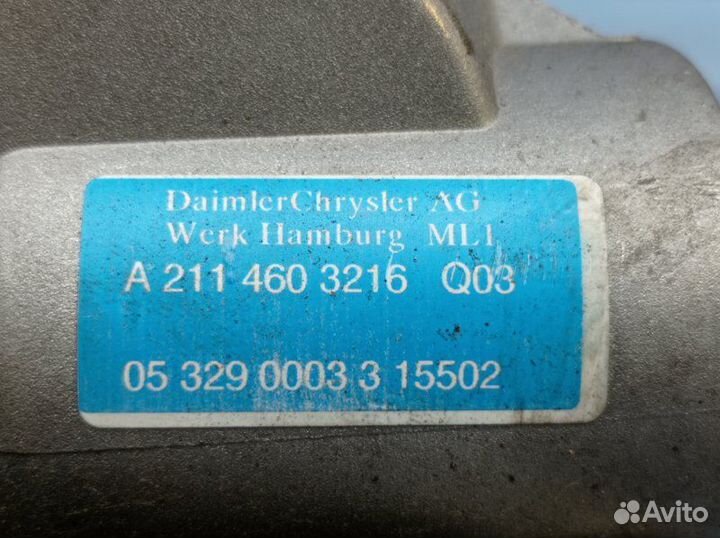 DaimlerChrysler AG
Werk Hamburg ML1
A 211 460 3216 Q03
05 329 0003 3 15502
Avito